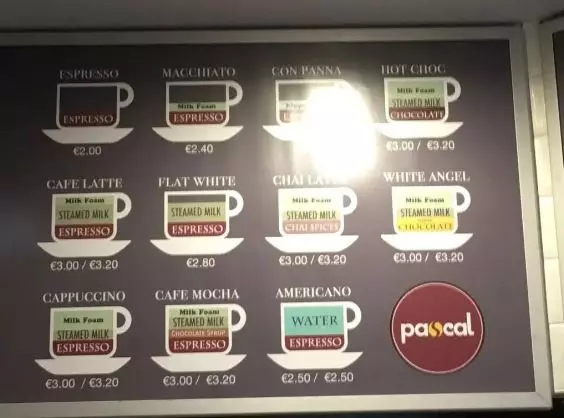 ESPRESSO
ESPRESSO
€2.00
MACCHIATO
Milk Foam
ESPRESSO
€2.40
CON PANNA
HOT CHOC
Milk Foam
STEAMED MILK
CHOCOLATE
€3.00 / €3.20
CAFE LATTE
Milk Foam
STEAMED MILK
ESPRESSO
€3.00 / €3.20
FLAT WHITE
STEAMED MILK
ESPRESSO
€2.80
CHAI
Milk Foam
STEAMED MILK
CHAI SPICES
€3.00 / €3.20
WHITE ANGEL
Milk Foam
STEAMED MILK
CHOCOLATE
€3.00 / €3.20
CAPPUCCINO
Milk Foam
STEAMED MILK
ESPRESSO
€3.00 / €3.20
CAFE MOCHA
Milk Foam
STEAMED MILK
CHOCOLATE SYRUP
ESPRESSO
€3.00 / €3.20
AMERICANO
WATER
ESPRESSO
€2.50 / €2.50
pascal